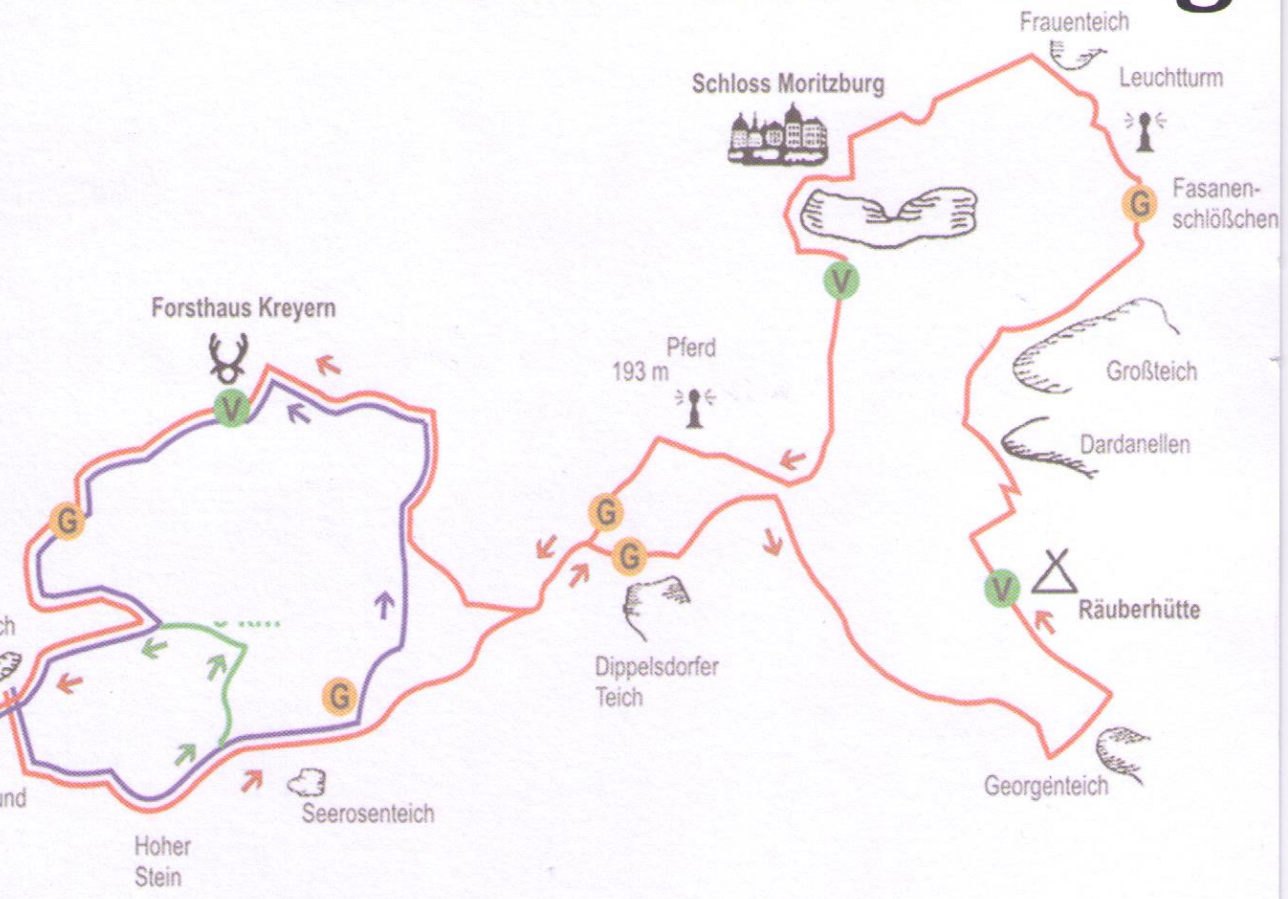 g
Frauenteich
Leuchtturm
Schloss Moritzburg
G
Fasanen-
schlößchen
V
Forsthaus Kreyern
Pferd
193 m
Großteich
V
Dardanellen
G
G
G
V
Räuberhütte
ch
Dippelsdorfer
Teich
G
Georgenteich
und
Seerosenteich
Hoher
Stein